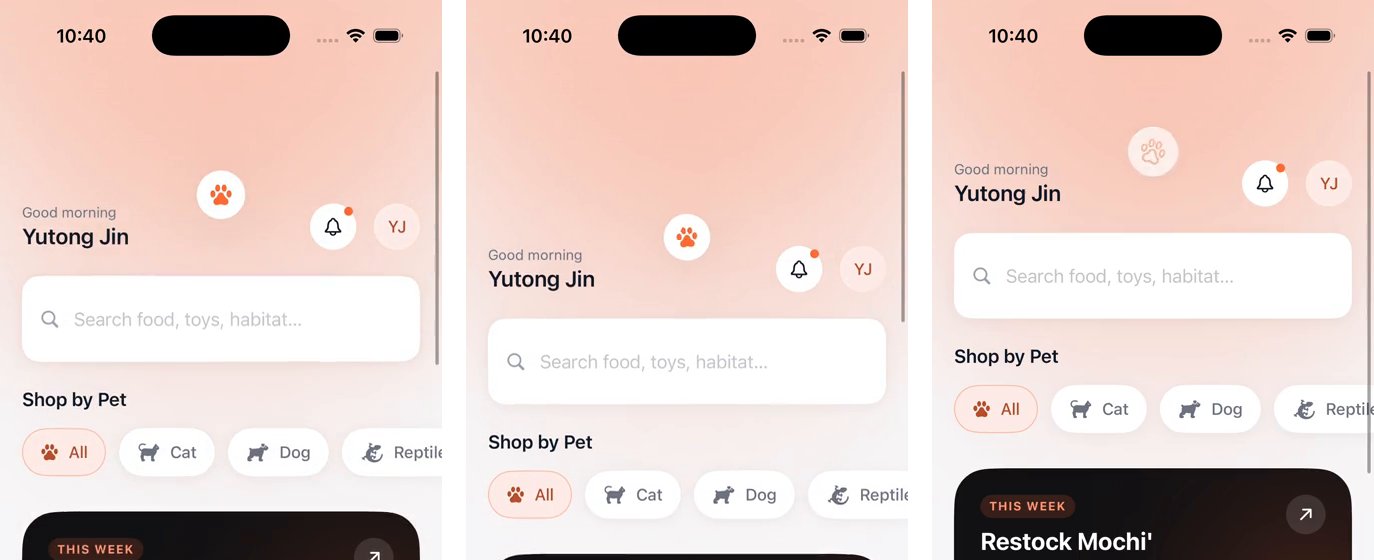 10:40
Good morning
Yutong Jin
YJ
Search food, toys, habitat...
Shop by Pet
All
Cat
Dog
Reptile
THIS WEEK
10:40
Good morning
Yutong Jin
YJ
Search food, toys, habitat...
Shop by Pet
All
Cat
Dog
Reptile
10:40
Good morning
Yutong Jin
YJ
Search food, toys, habitat...
Shop by Pet
All
Cat
Dog
Reptile
THIS WEEK
Restock Mochi'